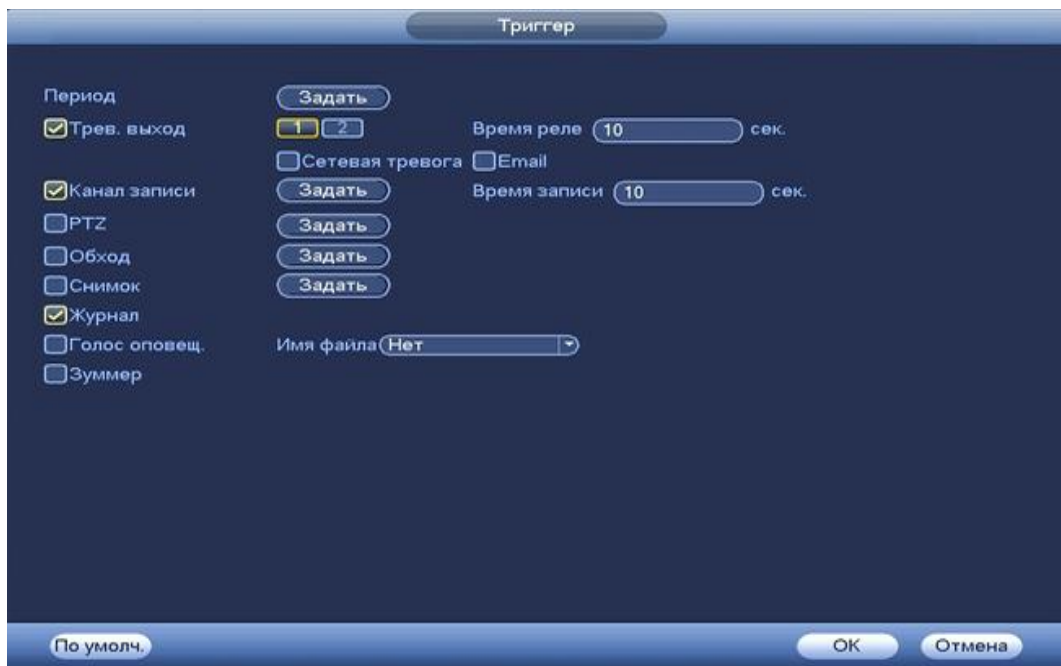 Триггер
Период Задать
Трев. выход 1 2 Время реле 10 сек.
Сетевая тревога Email
Канал записи Задать Время записи 10 сек.
PTZ Задать
Обход Задать
Снимок Задать
Журнал
Голос оповещ. Имя файла Нет
Зуммер
По умолч. OK Отмена